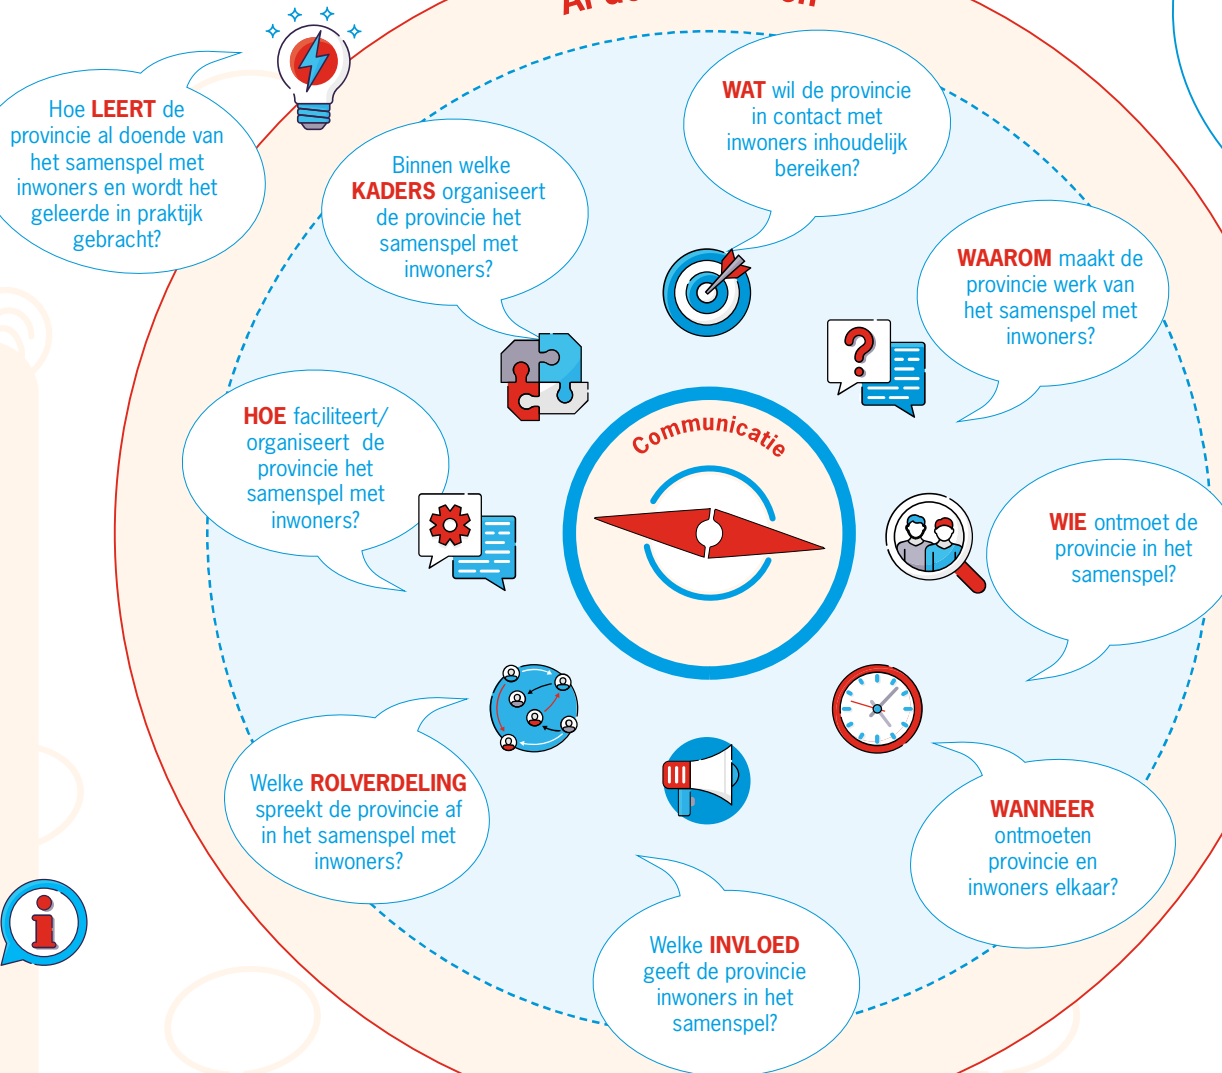 Hoe LEERT de
provincie al doende van
het samenspel met
inwoners en wordt het
geleerde in praktijk
gebracht?
Binnen welke
KADERS organiseert
de provincie het
samenspel met
inwoners?
WAT wil de provincie
in contact met
inwoners inhoudelijk
bereiken?
WAAROM maakt de
provincie werk van
het samenspel met
inwoners?
HOE faciliteert/
organiseert de
provincie het
samenspel met
inwoners?
Communicatie
WIE ontmoet de
provincie in het
samenspel?
Welke ROLVERDELING
spreekt de provincie af
in het samenspel met
inwoners?
WANNEER
ontmoeten
provincie en
inwoners elkaar?
Welke INVLOED
geeft de provincie
inwoners in het
samenspel?